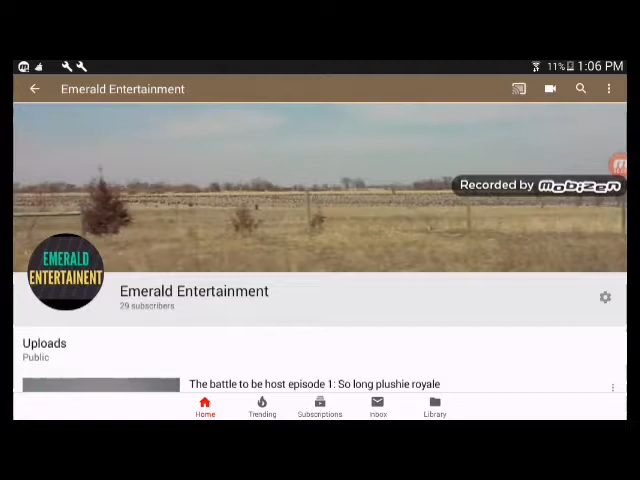 11% 1:06 PM
Emerald Entertainment
Recorded by mobizen
EMERALD
ENTERTAINENT
Emerald Entertainment
29 subscribers
Uploads
Public
The battle to be host episode 1: So long plushie royale
Home
Trending
Subscriptions
Inbox
Library